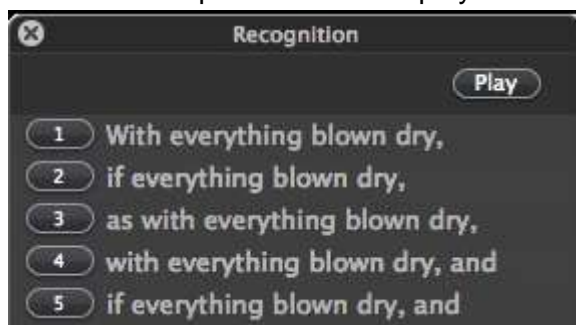 Recognition
Play
1 With everything blown dry,
2 if everything blown dry,
3 as with everything blown dry,
4 with everything blown dry, and
5 if everything blown dry, and